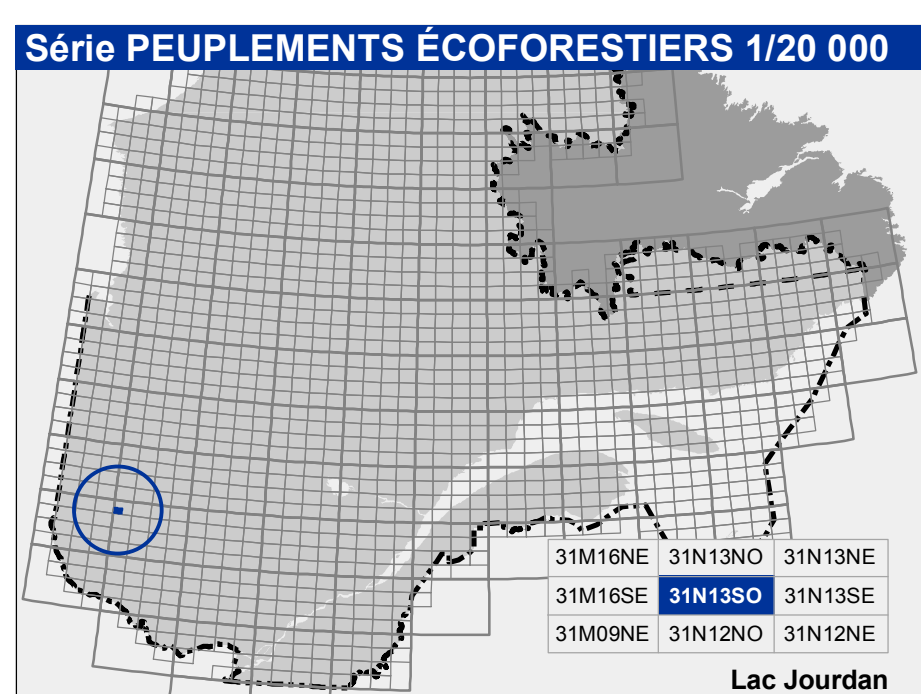 Série PEUPLEMENTS ÉCOFORESTIERS 1/20 000
31M16NE 31N13NO 31N13NE
31M16SE 31N13SO 31N13SE
31M09NE 31N12NO 31N12NE
Lac Jourdan